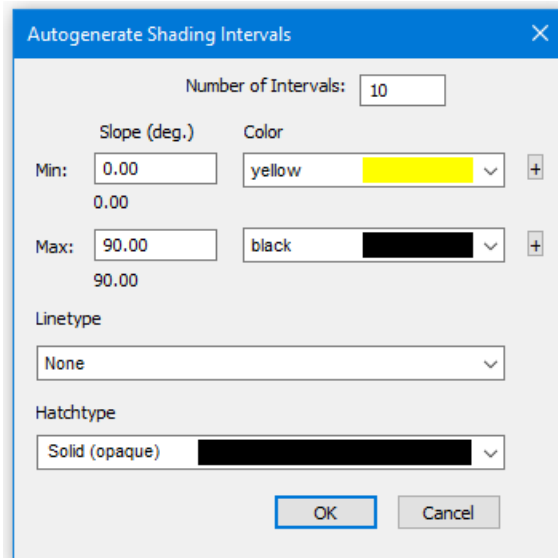 Autogenerate Shading Intervals
Number of Intervals: 10
Slope (deg.) Color
Min: 0.00 yellow +
0.00
Max: 90.00 black +
90.00
Linetype
None
Hatchtype
Solid (opaque)
OK Cancel